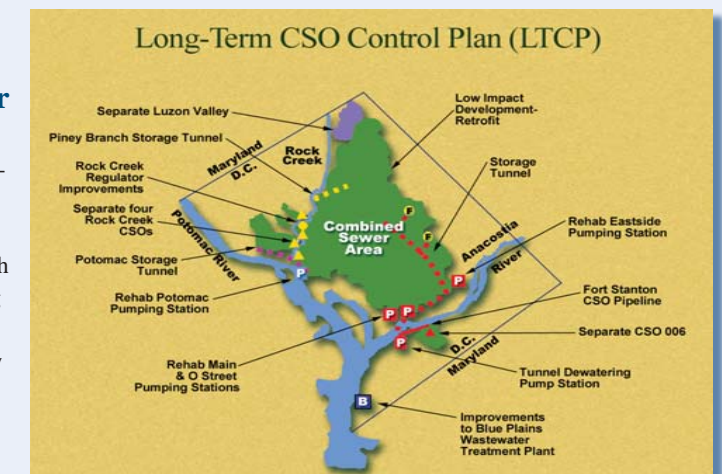 Long-Term CSO Control Plan (LTCP)
r
-
h
Separate Luzon Valley
Piney Branch Storage Tunnel
Rock Creek
Regulator
Improvements
Separate four
Rock Creek
CSOs
Potomac Storage
Tunnel
Rehab Potomac
Pumping Station
Rehab Main
& O Street
Pumping Stations
Maryland
D.C.
Rock
Creek
Potomac River
Combined
Sewer
Area
Low Impact
Development-
Retrofit
Storage
Tunnel
F
F
Anacostia
River
Rehab Eastside
Pumping Station
Fort Stanton
CSO Pipeline
Separate CSO 006
D.C.
Maryland
Tunnel Dewatering
Pump Station
Improvements
to Blue Plains
Wastewater
Treatment Plant
P
P
P P
P
B